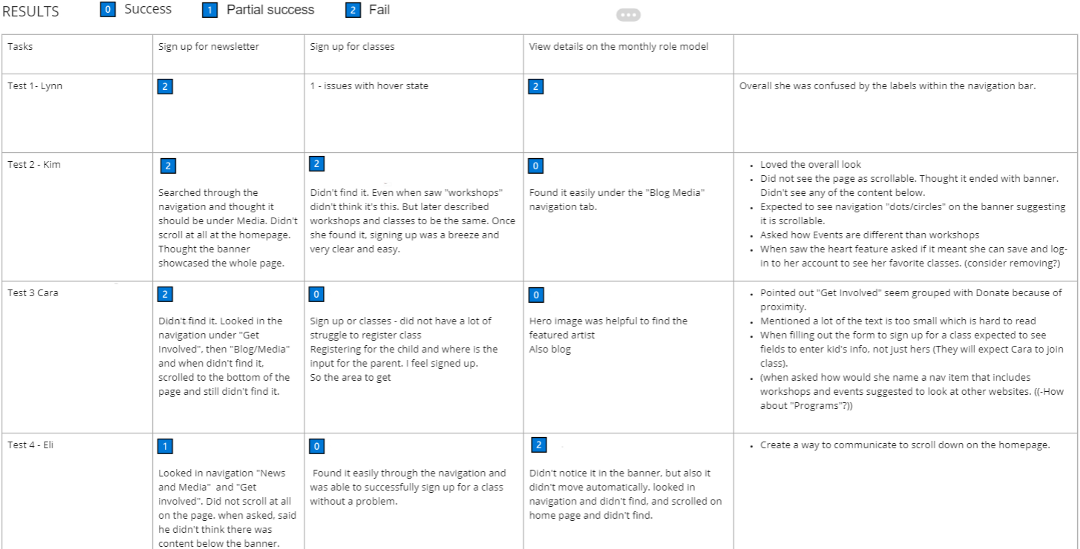 RESULTS 0 Success 1 Partial success 2 Fail
Tasks
Sign up for newsletter
Sign up for classes
View details on the monthly role model
Test 1- Lynn
2
1 - issues with hover state
2
Overall she was confused by the labels within the navigation bar.
Test 2 - Kim
2
Searched through the
navigation and thought it
should be under Media. Didn't
scroll at all at the homepage.
Thought the banner
showcased the whole page.
2
Didn't find it. Even when saw "workshops"
didn't think it's this. But later described
workshops and classes to be the same. Once
she found it, signing up was a breeze and
very clear and easy.
0
Found it easily under the "Blog Media"
navigation tab.
• Loved the overall look
• Did not see the page as scrollable. Thought it ended with banner.
Didn't see any of the content below.
• Expected to see navigation "dots/circles" on the banner suggesting
it is scrollable.
• Asked how Events are different than workshops
• When saw the heart feature asked if it meant she can save and log-
in to her account to see her favorite classes. (consider removing?)
Test 3 Cara
2
Didn't find it. Looked in the
navigation under "Get
Involved", then "Blog/Media"
and when didn't find it,
scrolled to the bottom of the
page and still didn't find it.
0
Sign up or classes - did not have a lot of
struggle to register class
Registering for the child and where is the
input for the parent. I feel signed up.
So the area to get
0
Hero image was helpful to find the
featured artist
Also blog
• Pointed out "Get Involved" seem grouped with Donate because of
proximity.
• Mentioned a lot of the text is too small which is hard to read
• When filling out the form to sign up for a class expected to see
fields to enter kid's info, not just hers (They will expect Cara to join
class).
• (when asked how would she name a nav item that includes
workshops and events suggested to look at other websites. ((-How
about "Programs"?))
Test 4 - Eli
1
Looked in navigation "News
and Media" and "Get
Involved". Did not scroll at all
on the page. when asked, said
he didn't think there was
content below the banner.
0
Found it easily through the navigation and
was able to successfully sign up for a class
without a problem.
2
Didn't notice it in the banner. but also it
didn't move automatically. looked in
navigation and didn't find, and scrolled on
home page and didn't find.
• Create a way to communicate to scroll down on the homepage.